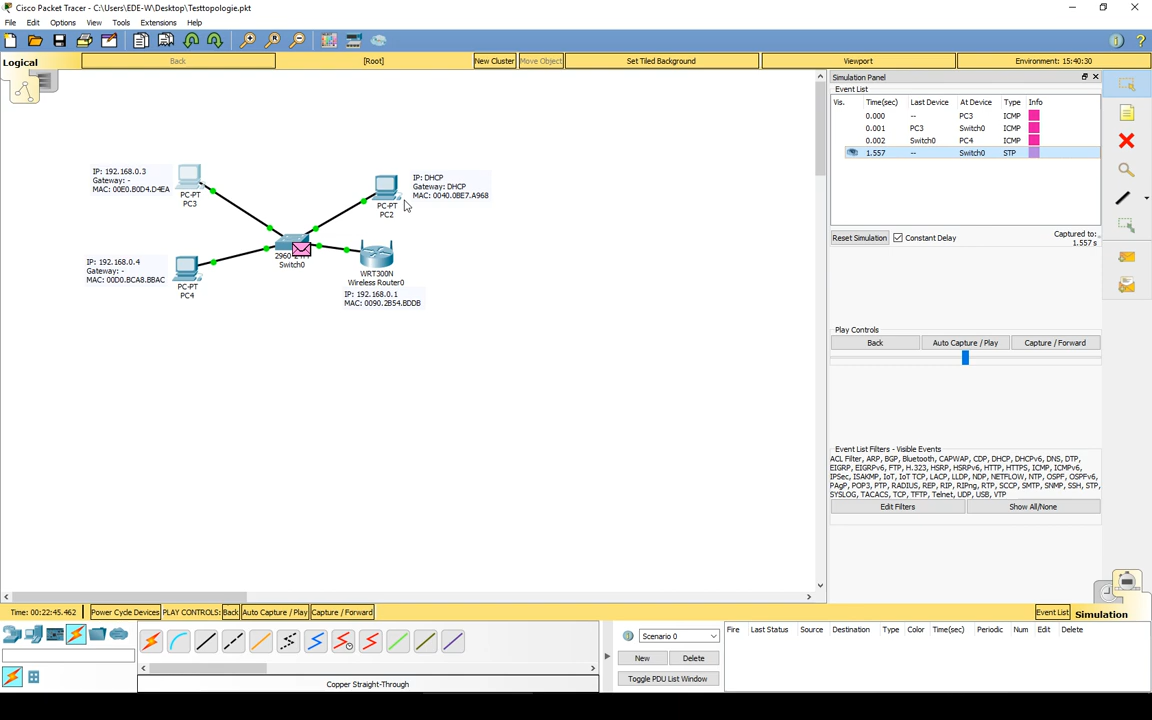 Cisco Packet Tracer - C:\Users\EDE-W\Desktop\Testtopologie.pkt
File Edit Options View Tools Extensions Help
Logical Back [Root] New Cluster Move Object Set Tiled Background Viewport Environment: 15:40:30
Simulation Panel
Event List
Vis. Time(sec) Last Device At Device Type Info
0.000 -- PC3 ICMP
0.001 PC3 Switch0 ICMP
0.002 Switch0 PC4 ICMP
1.557 -- Switch0 STP
Reset Simulation Constant Delay Captured to:
1.557 s
IP: 192.168.0.3
Gateway: -
MAC: 00E0.B0D4.D4EA
PC-PT
PC3
IP: DHCP
Gateway: DHCP
MAC: 0040.0BE7.A968
PC-PT
PC2
Switch0
IP: 192.168.0.4
Gateway: -
MAC: 00D0.BCA8.BBAC
PC-PT
PC4
WRT300N
Wireless Router0
IP: 192.168.0.1
MAC: 0090.2B54.BDDB
Play Controls
Back Auto Capture / Play Capture / Forward
Event List Filters - Visible Events
ACL Filter, ARP, BGP, Bluetooth, CAPWAP, CDP, DHCP, DHCPv6, DNS, DTP,
EIGRP, EIGRPv6, FTP, H.323, HSRP, HSRPv6, HTTP, HTTPS, ICMP, ICMPv6,
IPSec, ISAKMP, IoT, IoT TCP, LACP, LLDP, NDP, NETFLOW, NTP, OSPF, OSPFv6,
PAgP, POP3, PTP, RADIUS, REP, RIP, RIPng, RTP, SCCP, SMTP, SNMP, SSH, STP,
SYSLOG, TACACS, TCP, TFTP, Telnet, UDP, USB, VTP
Edit Filters Show All/None
Time: 00:22:45.462 Power Cycle Devices PLAY CONTROLS: Back Auto Capture / Play Capture / Forward Event List Simulation
Scenario 0
New Delete
Toggle PDU List Window
Fire Last Status Source Destination Type Color Time(sec) Periodic Num Edit Delete
Copper Straight-Through